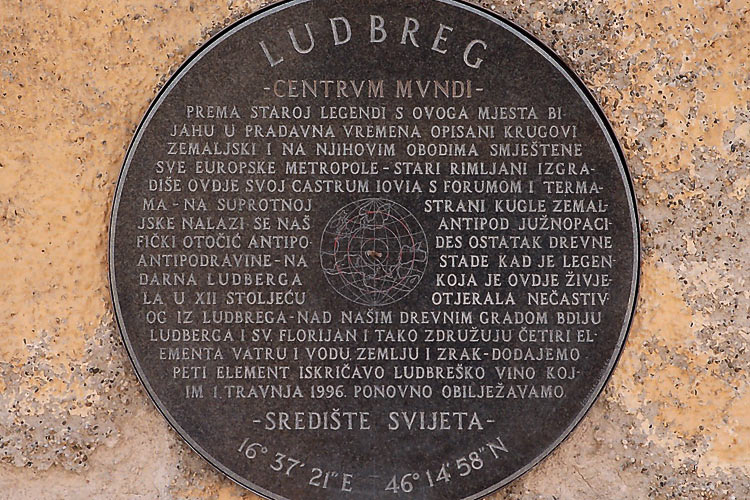 LUDBREG
-CENTRVM MVNDI-
PREMA STAROJ LEGENDI S OVOGA MJESTA BI
JAHU U PRADAVNA VREMENA OPISANI KRUGOVI
ZEMALJSKI I NA NJIHOVIM OBODIMA SMJEŠTENE
SVE EUROPSKE METROPOLE-STARI RIMLJANI IZGRA-
DIŠE OVDJE SVOJ CASTRUM IOVIA S FORUMOM I TERMA-
MA-NA SUPROTNOJ STRANI KUGLE ZEMAL-
JSKE NALAZI SE NAŠ ANTIPOD JUŽNOPACI-
FIČKI OTOČIĆ ANTIPO DES OSTATAK DREVNE
ANTIPODRAVINE-NA STADE KAD JE LEGEN-
DARNA LUDBERGA KOJA JE OVDJE ŽIVJE-
LA U XII STOLJEĆU OTJERALA NEČASTIV-
OG IZ LUDBREGA-NAD NAŠIM DREVNIM GRADOM BDIJU
LUDBERGA I SV. FLORIJAN I TAKO ZDRUŽUJU ČETIRI EL-
EMENTA VATRU I VODU, ZEMLJU I ZRAK-DODAJEMO
PETI ELEMENT ISKRIČAVO LUDBREŠKO VINO KOJ-
IM 1. TRAVNJA 1996. PONOVNO OBILJEŽAVAMO
-SREDIŠTE SVIJETA-
16° 37' 21"E 46° 14' 58"N